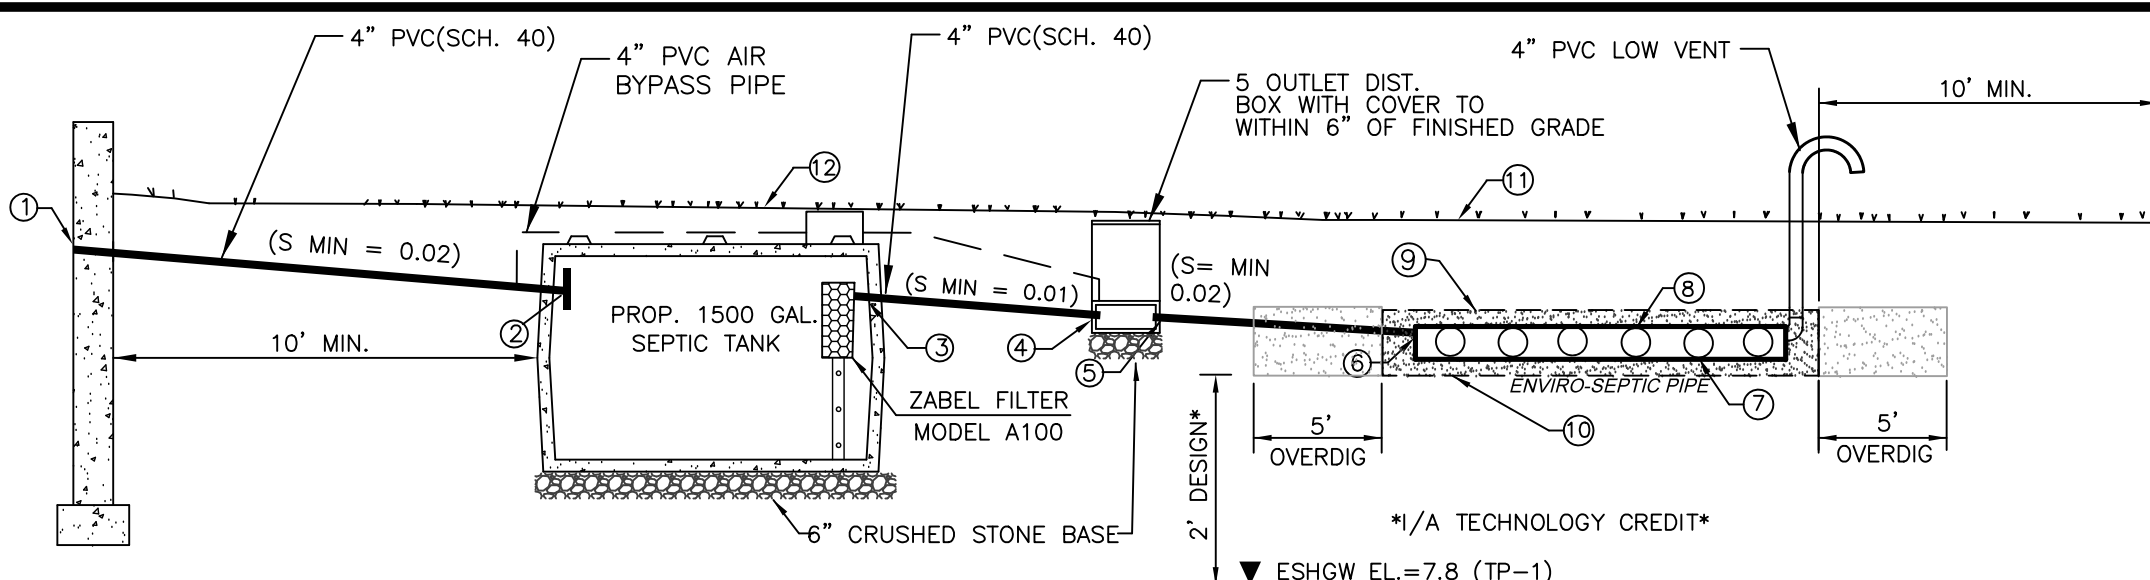 4" PVC(SCH. 40)
4" PVC AIR
BYPASS PIPE
4" PVC(SCH. 40)
5 OUTLET DIST.
BOX WITH COVER TO
WITHIN 6" OF FINISHED GRADE
4" PVC LOW VENT
10' MIN.
12
11
1
(S MIN = 0.02)
(S MIN = 0.01)
(S= MIN
0.02)
9
8
PROP. 1500 GAL.
SEPTIC TANK
2
3
4
5
6
10' MIN.
ENVIRO-SEPTIC PIPE
7
10
ZABEL FILTER
MODEL A100
5'
OVERDIG
5'
OVERDIG
2' DESIGN*
6" CRUSHED STONE BASE
*I/A TECHNOLOGY CREDIT*
ESHGW EL.=7.8 (TP-1)